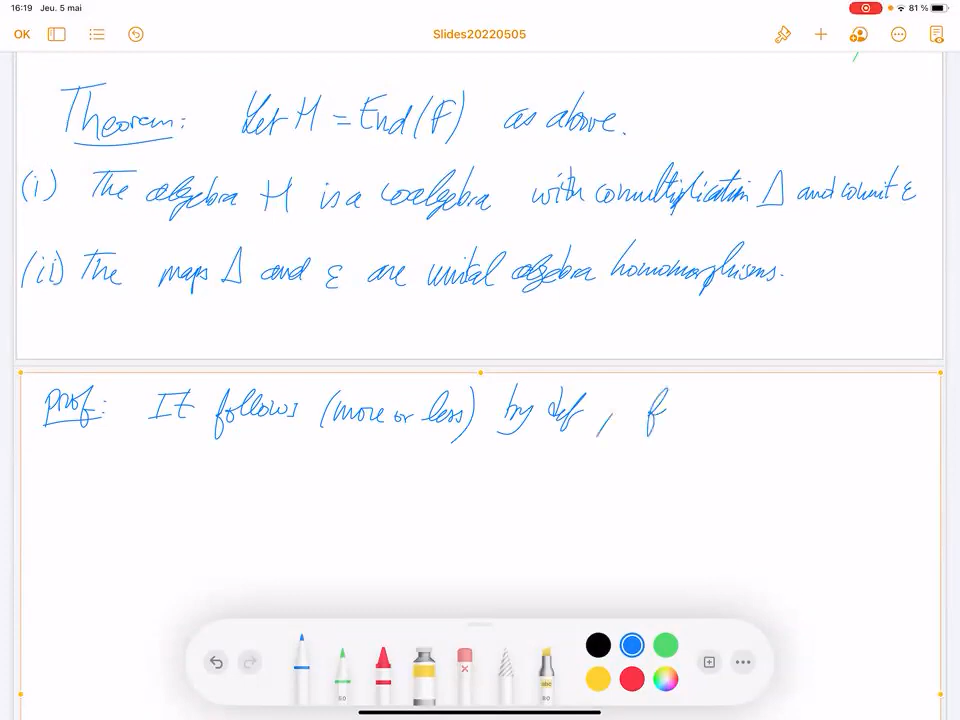 16:19 Jeu. 5 mai
81 %
OK
Slides20220505
Theorem: Let H = End(F) as above.
(i) The algebra H is a coalgebra with comultiplication Δ and counit ε
(ii) The maps Δ and ε are unital algebra homomorphisms.
proof: It follows (more or less) by def, f